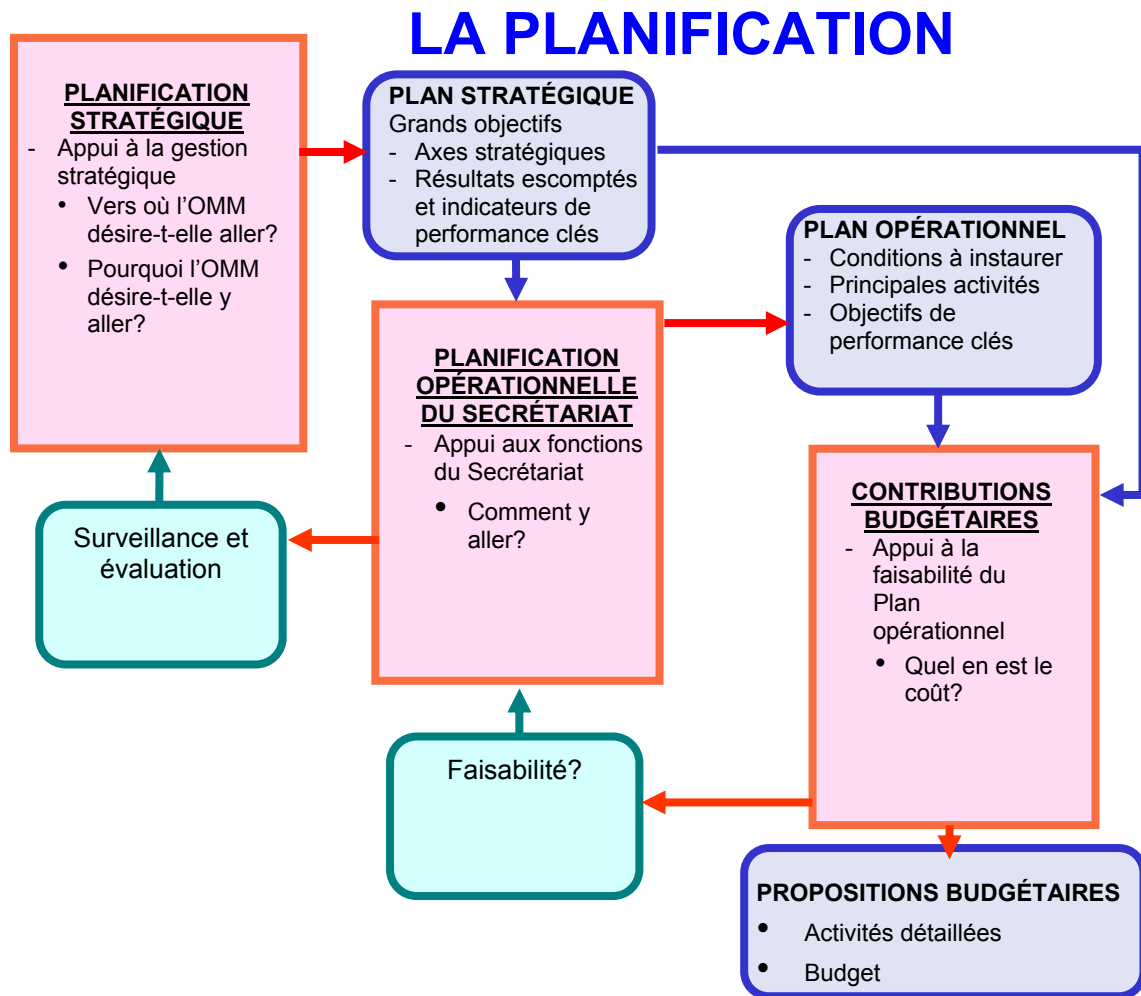 LA PLANIFICATION
PLANIFICATION
STRATÉGIQUE
- Appui à la gestion
stratégique
• Vers où l'OMM
désire-t-elle aller?
• Pourquoi l'OMM
désire-t-elle y
aller?
PLAN STRATÉGIQUE
Grands objectifs
- Axes stratégiques
- Résultats escomptés
et indicateurs de
performance clés
PLAN OPÉRATIONNEL
- Conditions à instaurer
- Principales activités
- Objectifs de
performance clés
PLANIFICATION
OPÉRATIONNELLE
DU SECRÉTARIAT
- Appui aux fonctions
du Secrétariat
• Comment y
aller?
CONTRIBUTIONS
BUDGÉTAIRES
- Appui à la
faisabilité du
Plan
opérationnel
• Quel en est le
coût?
Surveillance et
évaluation
Faisabilité?
PROPOSITIONS BUDGÉTAIRES
• Activités détaillées
• Budget